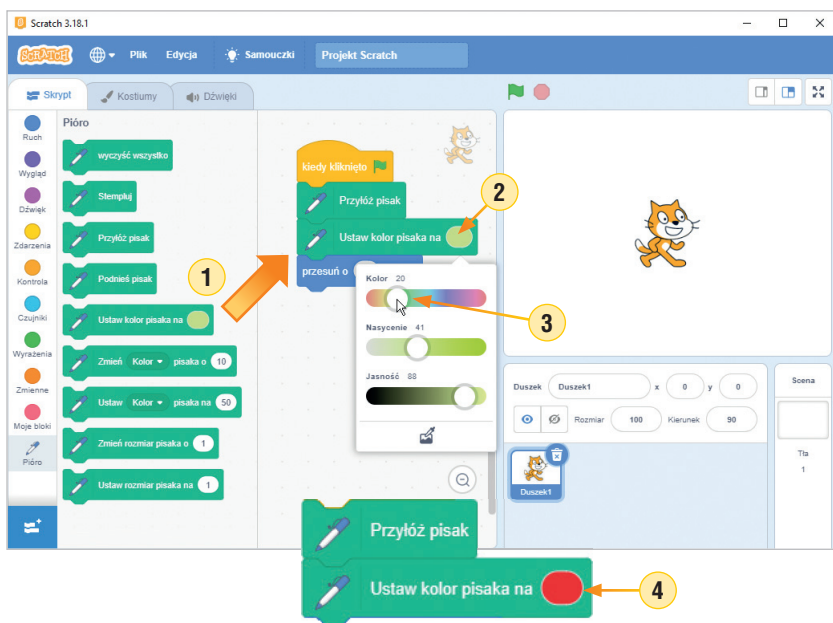 Scratch 3.18.1
SCRATCH Plik Edycja Samouczki Projekt Scratch
Skrypt Kostiumy Dźwięki
Ruch
Wygląd
Dźwięk
Zdarzenia
Kontrola
Czujniki
Wyrażenia
Zmienne
Moje bloki
Pióro
Pióro
wyczyść wszystko
Stempluj
Przyłóż pisak
Podnieś pisak
Ustaw kolor pisaka na
Zmień Kolor pisaka o 10
Ustaw Kolor pisaka na 50
Zmień rozmiar pisaka o 1
Ustaw rozmiar pisaka na 1
1
kiedy kliknięto
Przyłóż pisak
Ustaw kolor pisaka na
przesuń o
2
Kolor 20
3
Nasycenie 41
Jasność 88
Duszek Duszek1 x 0 y 0
Rozmiar 100 Kierunek 90
Duszek1
Scena
Tła
1
Przyłóż pisak
Ustaw kolor pisaka na
4